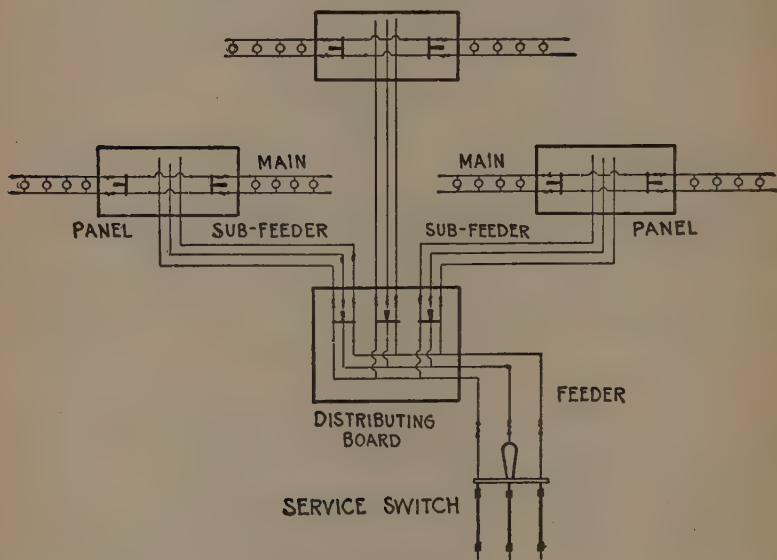 MAIN
MAIN
PANEL
SUB-FEEDER
SUB-FEEDER
PANEL
FEEDER
DISTRIBUTING
BOARD
SERVICE SWITCH